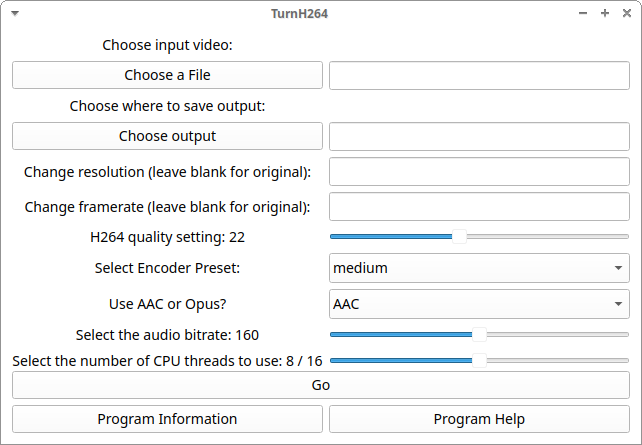 TurnH264
Choose input video:
Choose a File
Choose where to save output:
Choose output
Change resolution (leave blank for original):
Change framerate (leave blank for original):
H264 quality setting: 22
Select Encoder Preset:
medium
Use AAC or Opus?
AAC
Select the audio bitrate: 160
Select the number of CPU threads to use: 8 / 16
Go
Program Information
Program Help